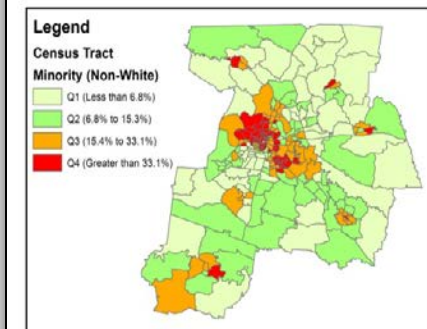 Legend
Census Tract
Minority (Non-White)
Q1 (Less than 6.8%)
Q2 (6.8% to 15.3%)
Q3 (15.4% to 33.1%)
Q4 (Greater than 33.1%)